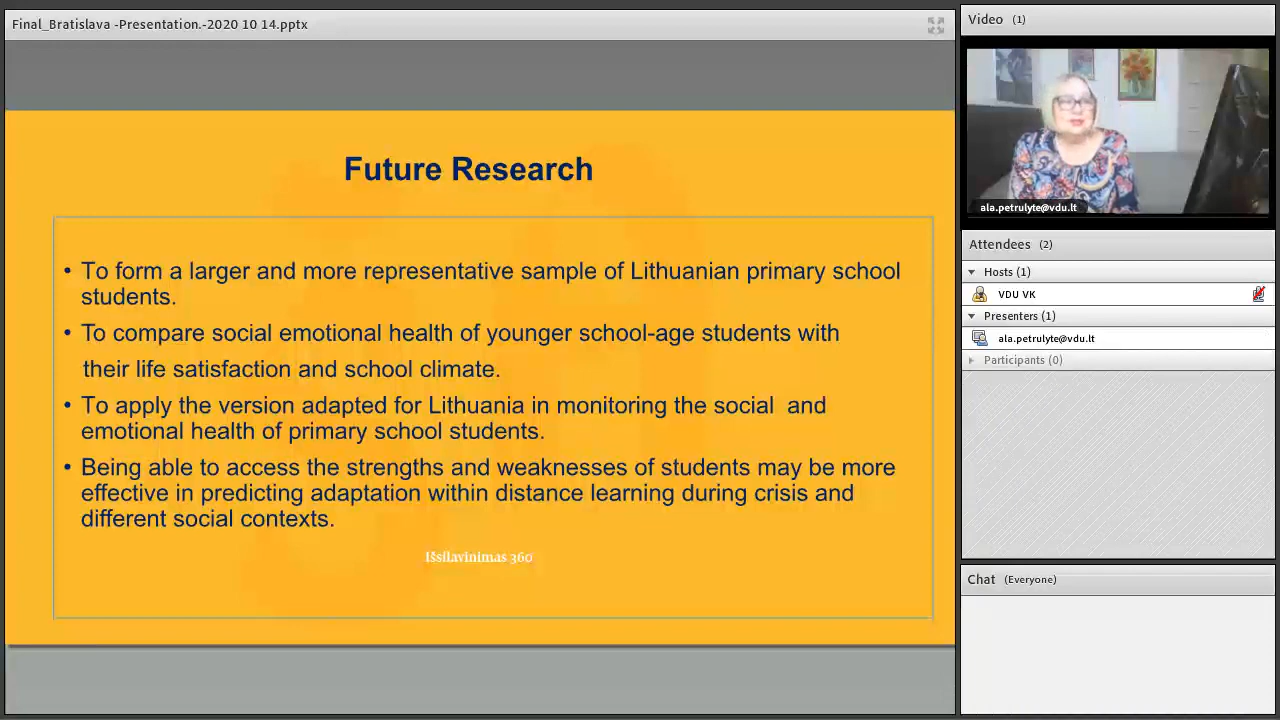 Final_Bratislava -Presentation.-2020 10 14.pptx
Future Research
• To form a larger and more representative sample of Lithuanian primary school
students.
• To compare social emotional health of younger school-age students with
their life satisfaction and school climate.
• To apply the version adapted for Lithuania in monitoring the social  and
emotional health of primary school students.
• Being able to access the strengths and weaknesses of students may be more
effective in predicting adaptation within distance learning during crisis and
different social contexts.
Išsilavinimas 360
Video (1)
ala.petrulyte@vdu.lt
Attendees (2)
Hosts (1)
VDU VK
Presenters (1)
ala.petrulyte@vdu.lt
Participants (0)
Chat (Everyone)